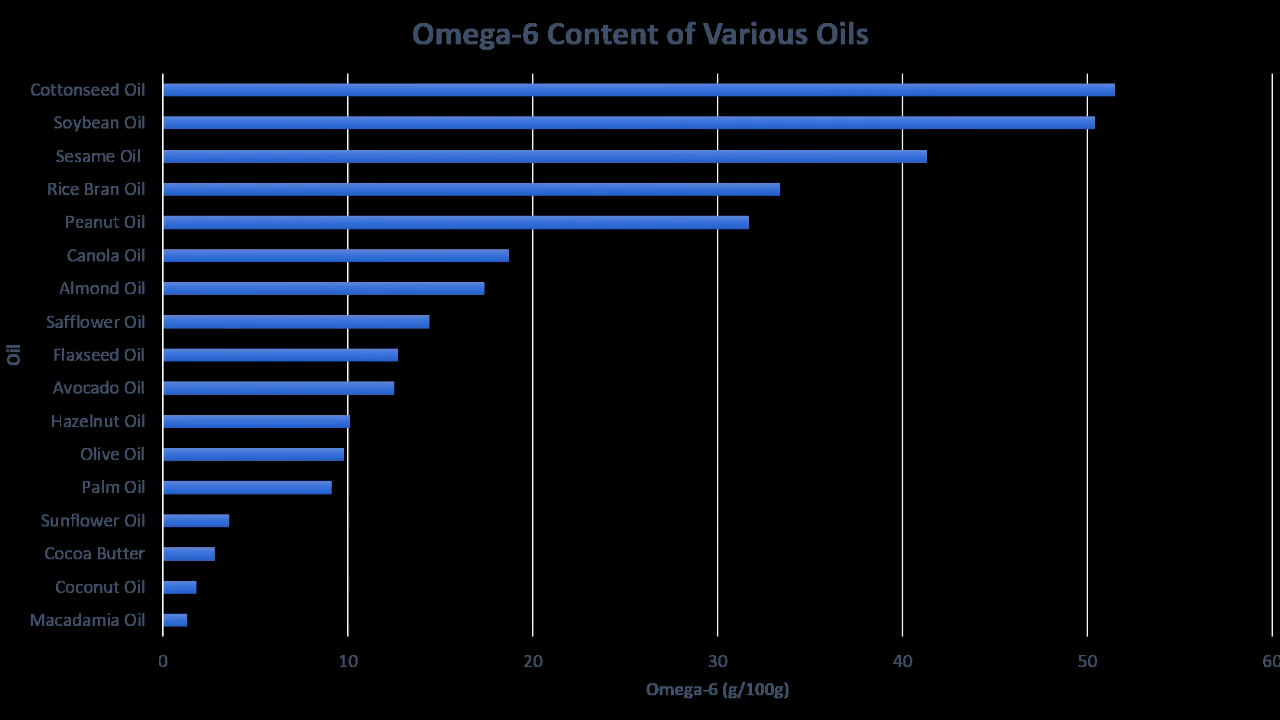 Omega-6 Content of Various Oils
Cottonseed Oil
Soybean Oil
Sesame Oil
Rice Bran Oil
Peanut Oil
Canola Oil
Almond Oil
Safflower Oil
Flaxseed Oil
Avocado Oil
Hazelnut Oil
Olive Oil
Palm Oil
Sunflower Oil
Cocoa Butter
Coconut Oil
Macadamia Oil
Oil
0 10 20 30 40 50 60
Omega-6 (g/100g)